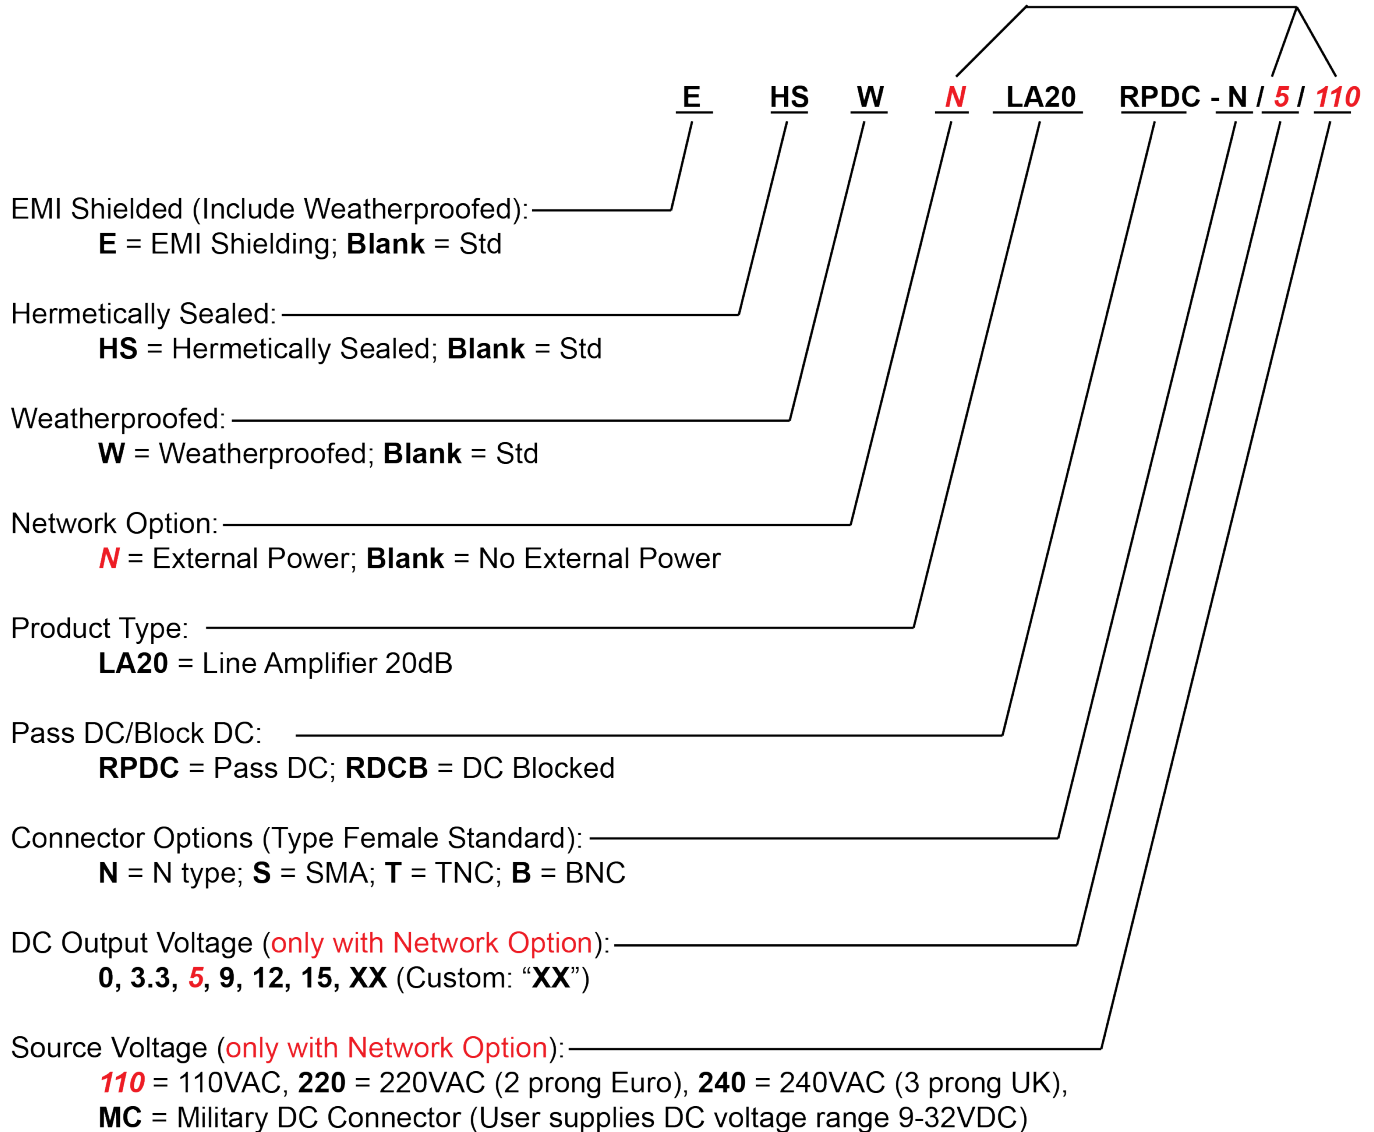 E HS W N LA20 RPDC - N / 5 / 110
EMI Shielded (Include Weatherproofed):
E = EMI Shielding; Blank = Std
Hermetically Sealed:
HS = Hermetically Sealed; Blank = Std
Weatherproofed:
W = Weatherproofed; Blank = Std
Network Option:
N = External Power; Blank = No External Power
Product Type:
LA20 = Line Amplifier 20dB
Pass DC/Block DC:
RPDC = Pass DC; RDCB = DC Blocked
Connector Options (Type Female Standard):
N = N type; S = SMA; T = TNC; B = BNC
DC Output Voltage (only with Network Option):
0, 3.3, 5, 9, 12, 15, XX (Custom: “XX”)
Source Voltage (only with Network Option):
110 = 110VAC, 220 = 220VAC (2 prong Euro), 240 = 240VAC (3 prong UK),
MC = Military DC Connector (User supplies DC voltage range 9-32VDC)